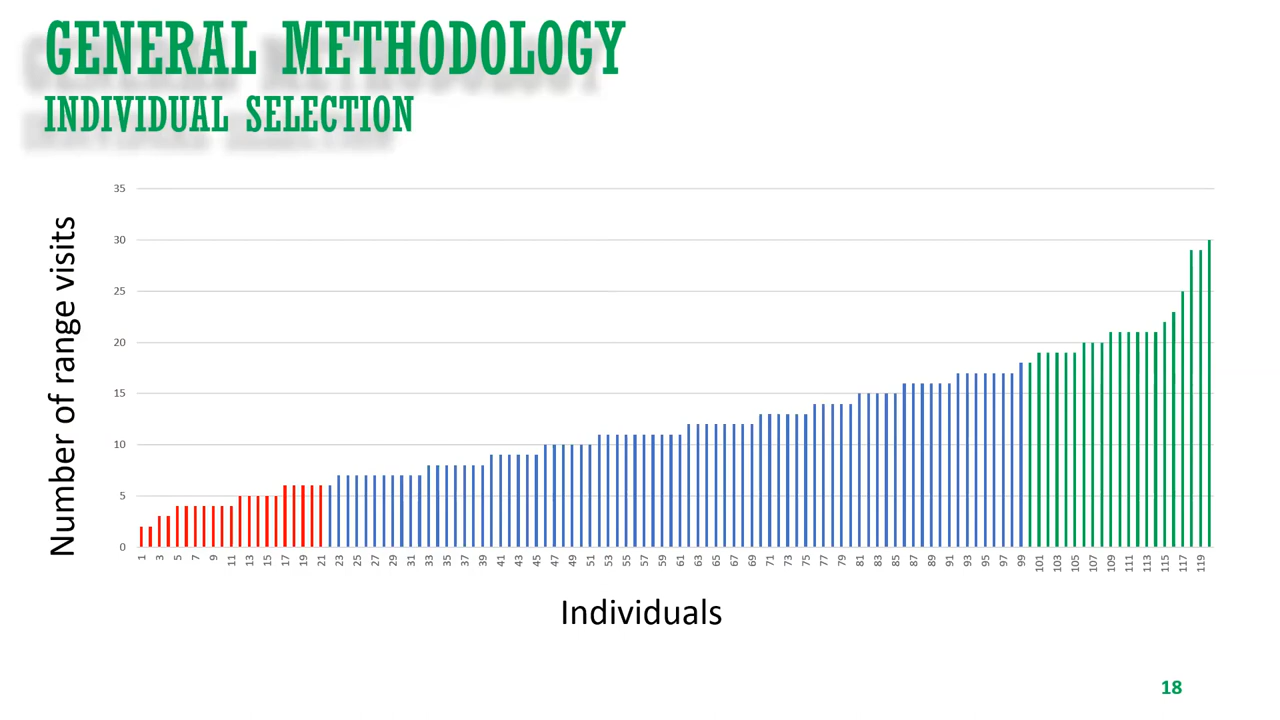 GENERAL METHODOLOGY
INDIVIDUAL SELECTION
Number of range visits
35
30
25
20
15
10
5
0
1 3 5 7 9 11 13 15 17 19 21 23 25 27 29 31 33 35 37 39 41 43 45 47 49 51 53 55 57 59 61 63 65 67 69 71 73 75 77 79 81 83 85 87 89 91 93 95 97 99 101 103 105 107 109 111 113 115 117 119
Individuals
18